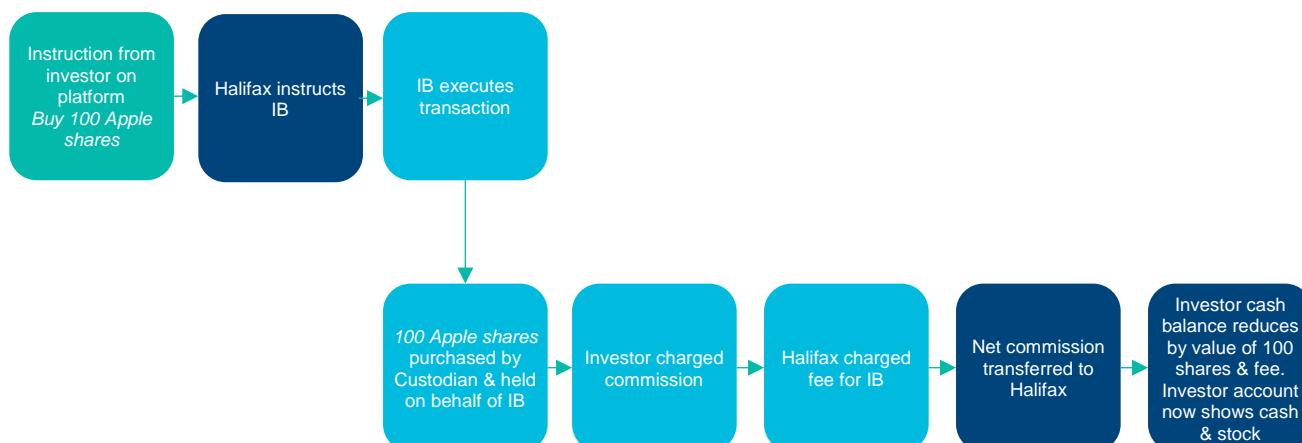 Instruction from
investor on
platform
Buy 100 Apple
shares
Halifax instructs
IB
IB executes
transaction
100 Apple shares
purchased by
Custodian & held
on behalf of IB
Investor charged
commission
Halifax charged
fee for IB
Net commission
transferred to
Halifax
Investor cash
balance reduces
by value of 100
shares & fee.
Investor account
now shows cash
& stock